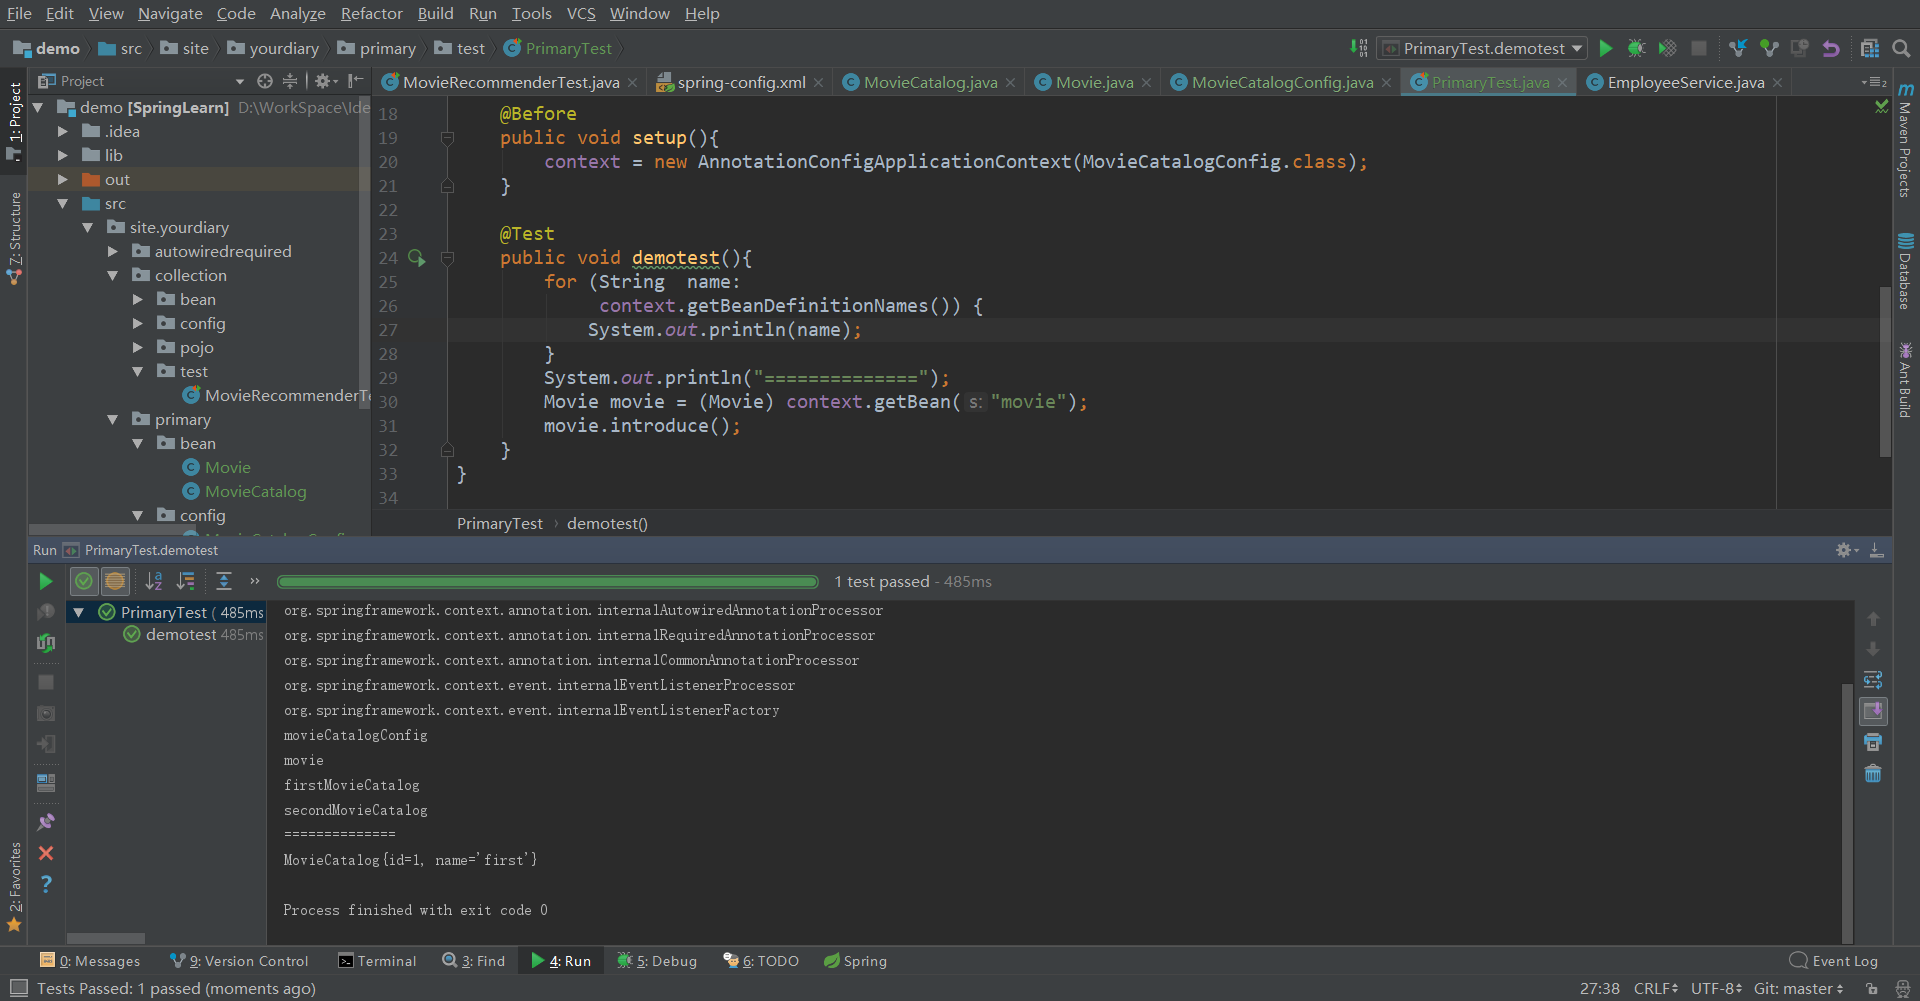 File Edit View Navigate Code Analyze Refactor Build Run Tools VCS Window Help
demo src site yourdiary primary test PrimaryTest PrimaryTest.demotest
1: Project
Z: Structure
2: Favorites
Project
demo [SpringLearn] D:\WorkSpace\Ide
.idea
lib
out
src
site.yourdiary
autowiredrequired
collection
bean
config
pojo
test
MovieRecommenderTe
primary
bean
Movie
MovieCatalog
config
MovieRecommenderTest.java spring-config.xml MovieCatalog.java Movie.java MovieCatalogConfig.java PrimaryTest.java EmployeeService.java
18 @Before
19 public void setup(){
20 context = new AnnotationConfigApplicationContext(MovieCatalogConfig.class);
21 }
22
23 @Test
24 public void demotest(){
25 for (String  name:
26 context.getBeanDefinitionNames()) {
27 System.out.println(name);
28 }
29 System.out.println("==============");
30 Movie movie = (Movie) context.getBean( s: "movie");
31 movie.introduce();
32 }
33 }
34
PrimaryTest › demotest()
Maven Projects
Database
Ant Build
Run PrimaryTest.demotest
1 test passed - 485ms
PrimaryTest ( 485ms
demotest 485ms
org.springframework.context.annotation.internalAutowiredAnnotationProcessor
org.springframework.context.annotation.internalRequiredAnnotationProcessor
org.springframework.context.annotation.internalCommonAnnotationProcessor
org.springframework.context.event.internalEventListenerProcessor
org.springframework.context.event.internalEventListenerFactory
movieCatalogConfig
movie
firstMovieCatalog
secondMovieCatalog
==============
MovieCatalog{id=1, name='first'}
Process finished with exit code 0
0: Messages 9: Version Control Terminal 3: Find 4: Run 5: Debug 6: TODO Spring Event Log
Tests Passed: 1 passed (moments ago) 27:38 CRLF UTF-8 Git: master